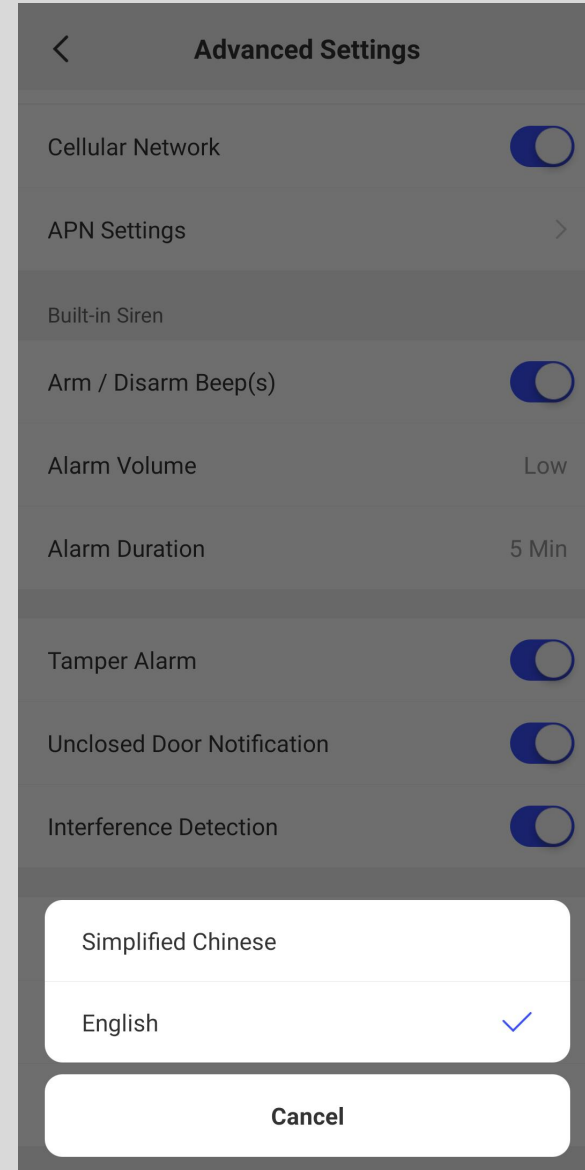 Advanced Settings
Cellular Network
APN Settings
Built-in Siren
Arm / Disarm Beep(s)
Alarm Volume Low
Alarm Duration 5 Min
Tamper Alarm
Unclosed Door Notification
Interference Detection
Simplified Chinese
English
Cancel